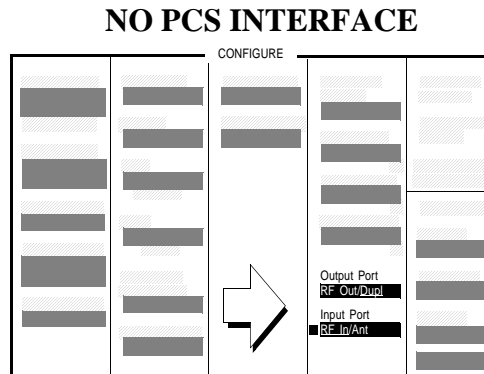 NO PCS INTERFACE
CONFIGURE
Output Port
RF Out/Dupl
Input Port
RF In/Ant